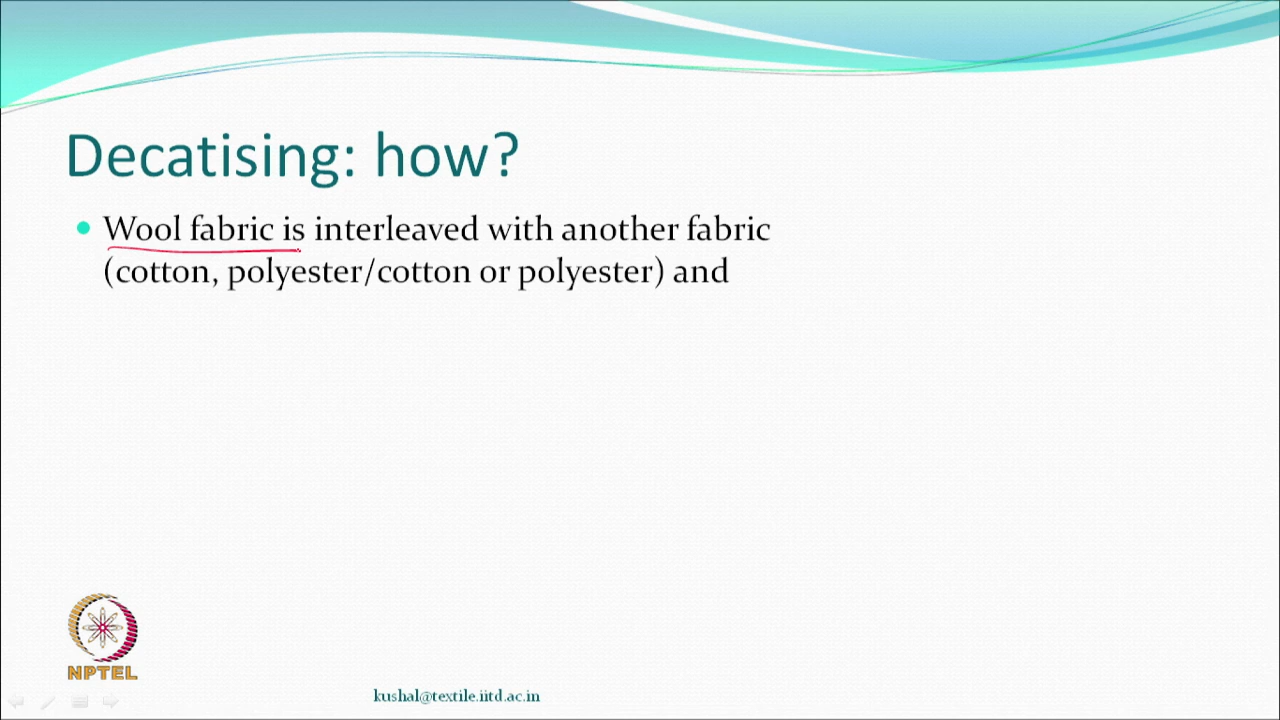 Decatising: how?
Wool fabric is interleaved with another fabric
(cotton, polyester/cotton or polyester) and
NPTEL
kushal@textile.iitd.ac.in